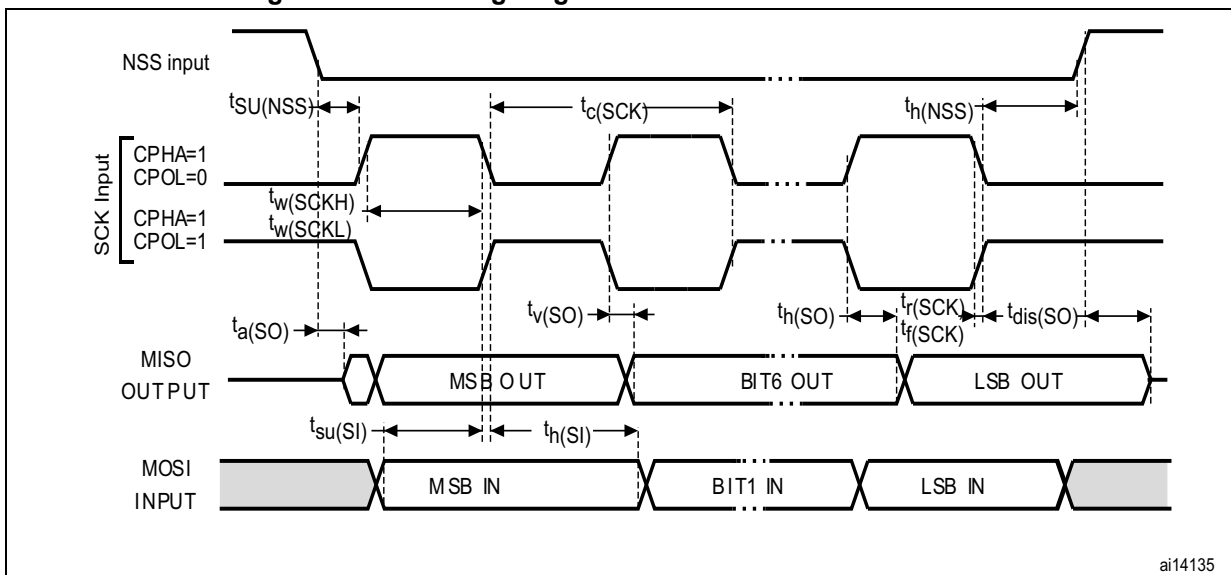 NSS input
tSU(NSS)
tc(SCK)
th(NSS)
SCK Input
CPHA=1
CPOL=0
tw(SCKH)
tw(SCKL)
CPHA=1
CPOL=1
ta(SO)
tv(SO)
th(SO)
tr(SCK)
tf(SCK)
tdis(SO)
MISO
OUTPUT
MSB OUT
BIT6 OUT
LSB OUT
tsu(SI)
th(SI)
MOSI
INPUT
MSB IN
BIT1 IN
LSB IN
ai14135